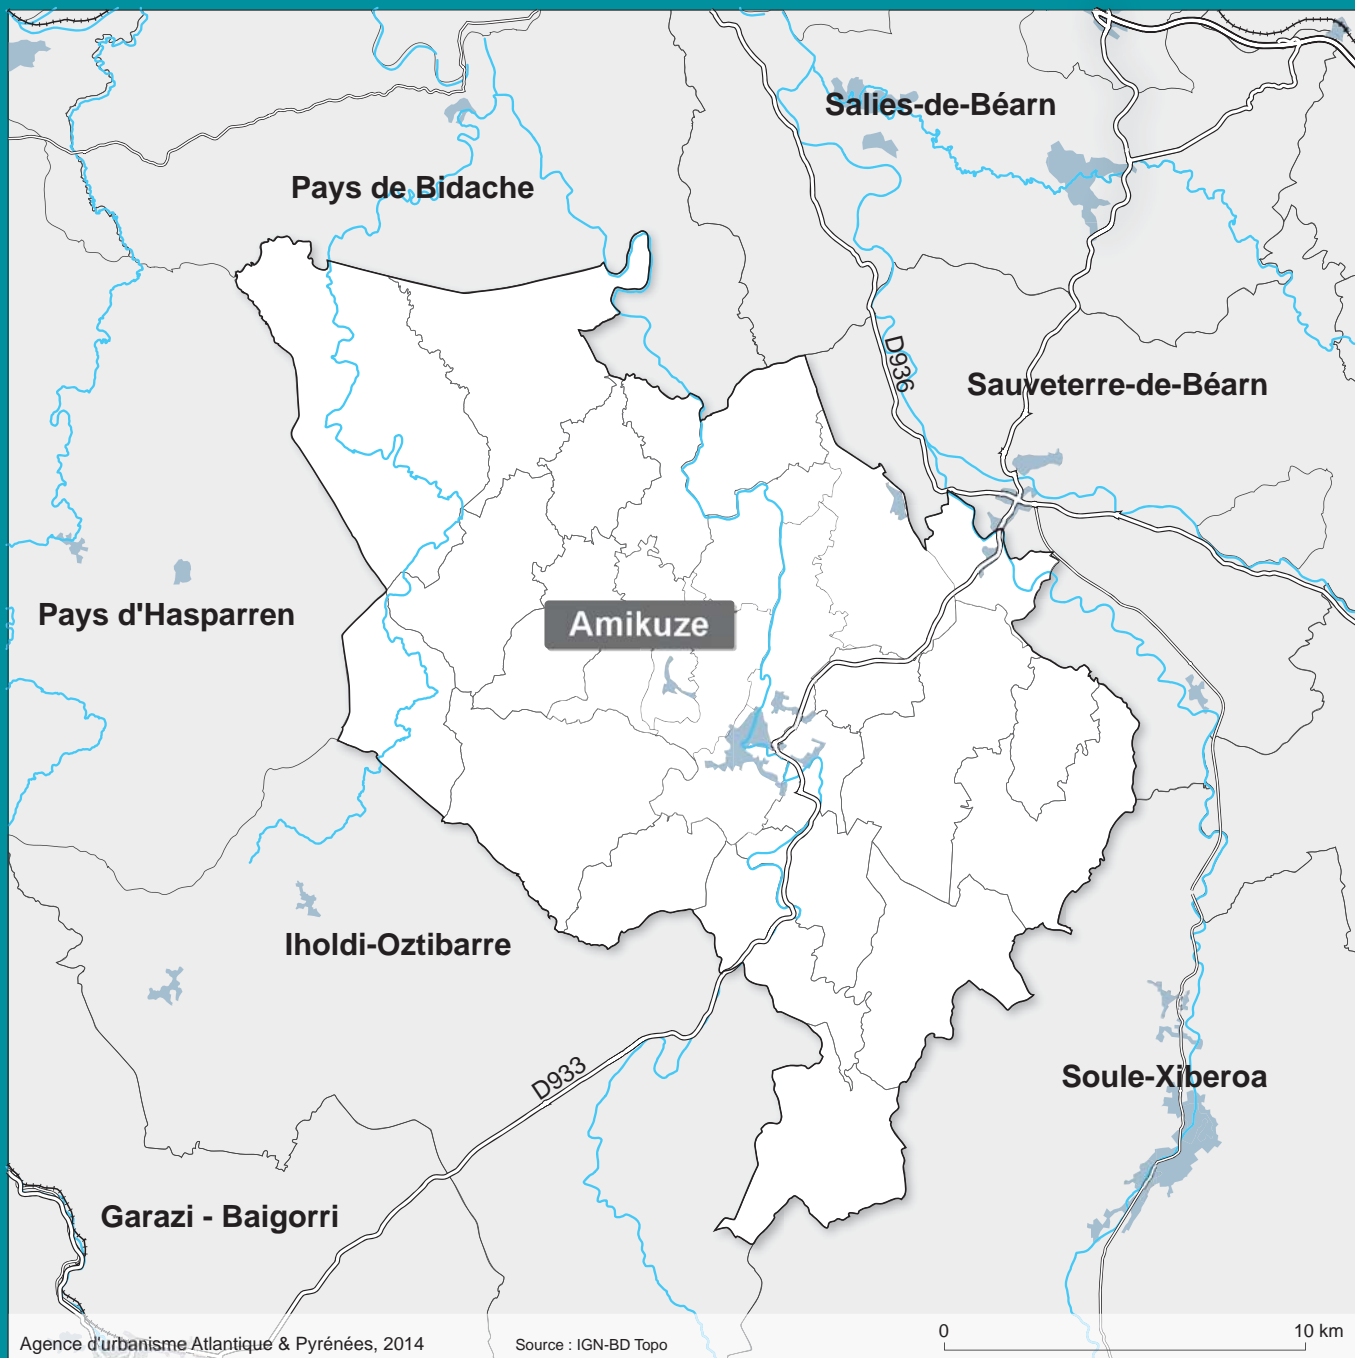 Salies-de-Béarn
Pays de Bidache
D936
Sauveterre-de-Béarn
Pays d'Hasparren
Amikuze
Iholdi-Oztibarre
D933
Soule-Xiberoa
Garazi - Baigorri
Agence d'urbanisme Atlantique & Pyrénées, 2014
Source : IGN-BD Topo
0
10 km